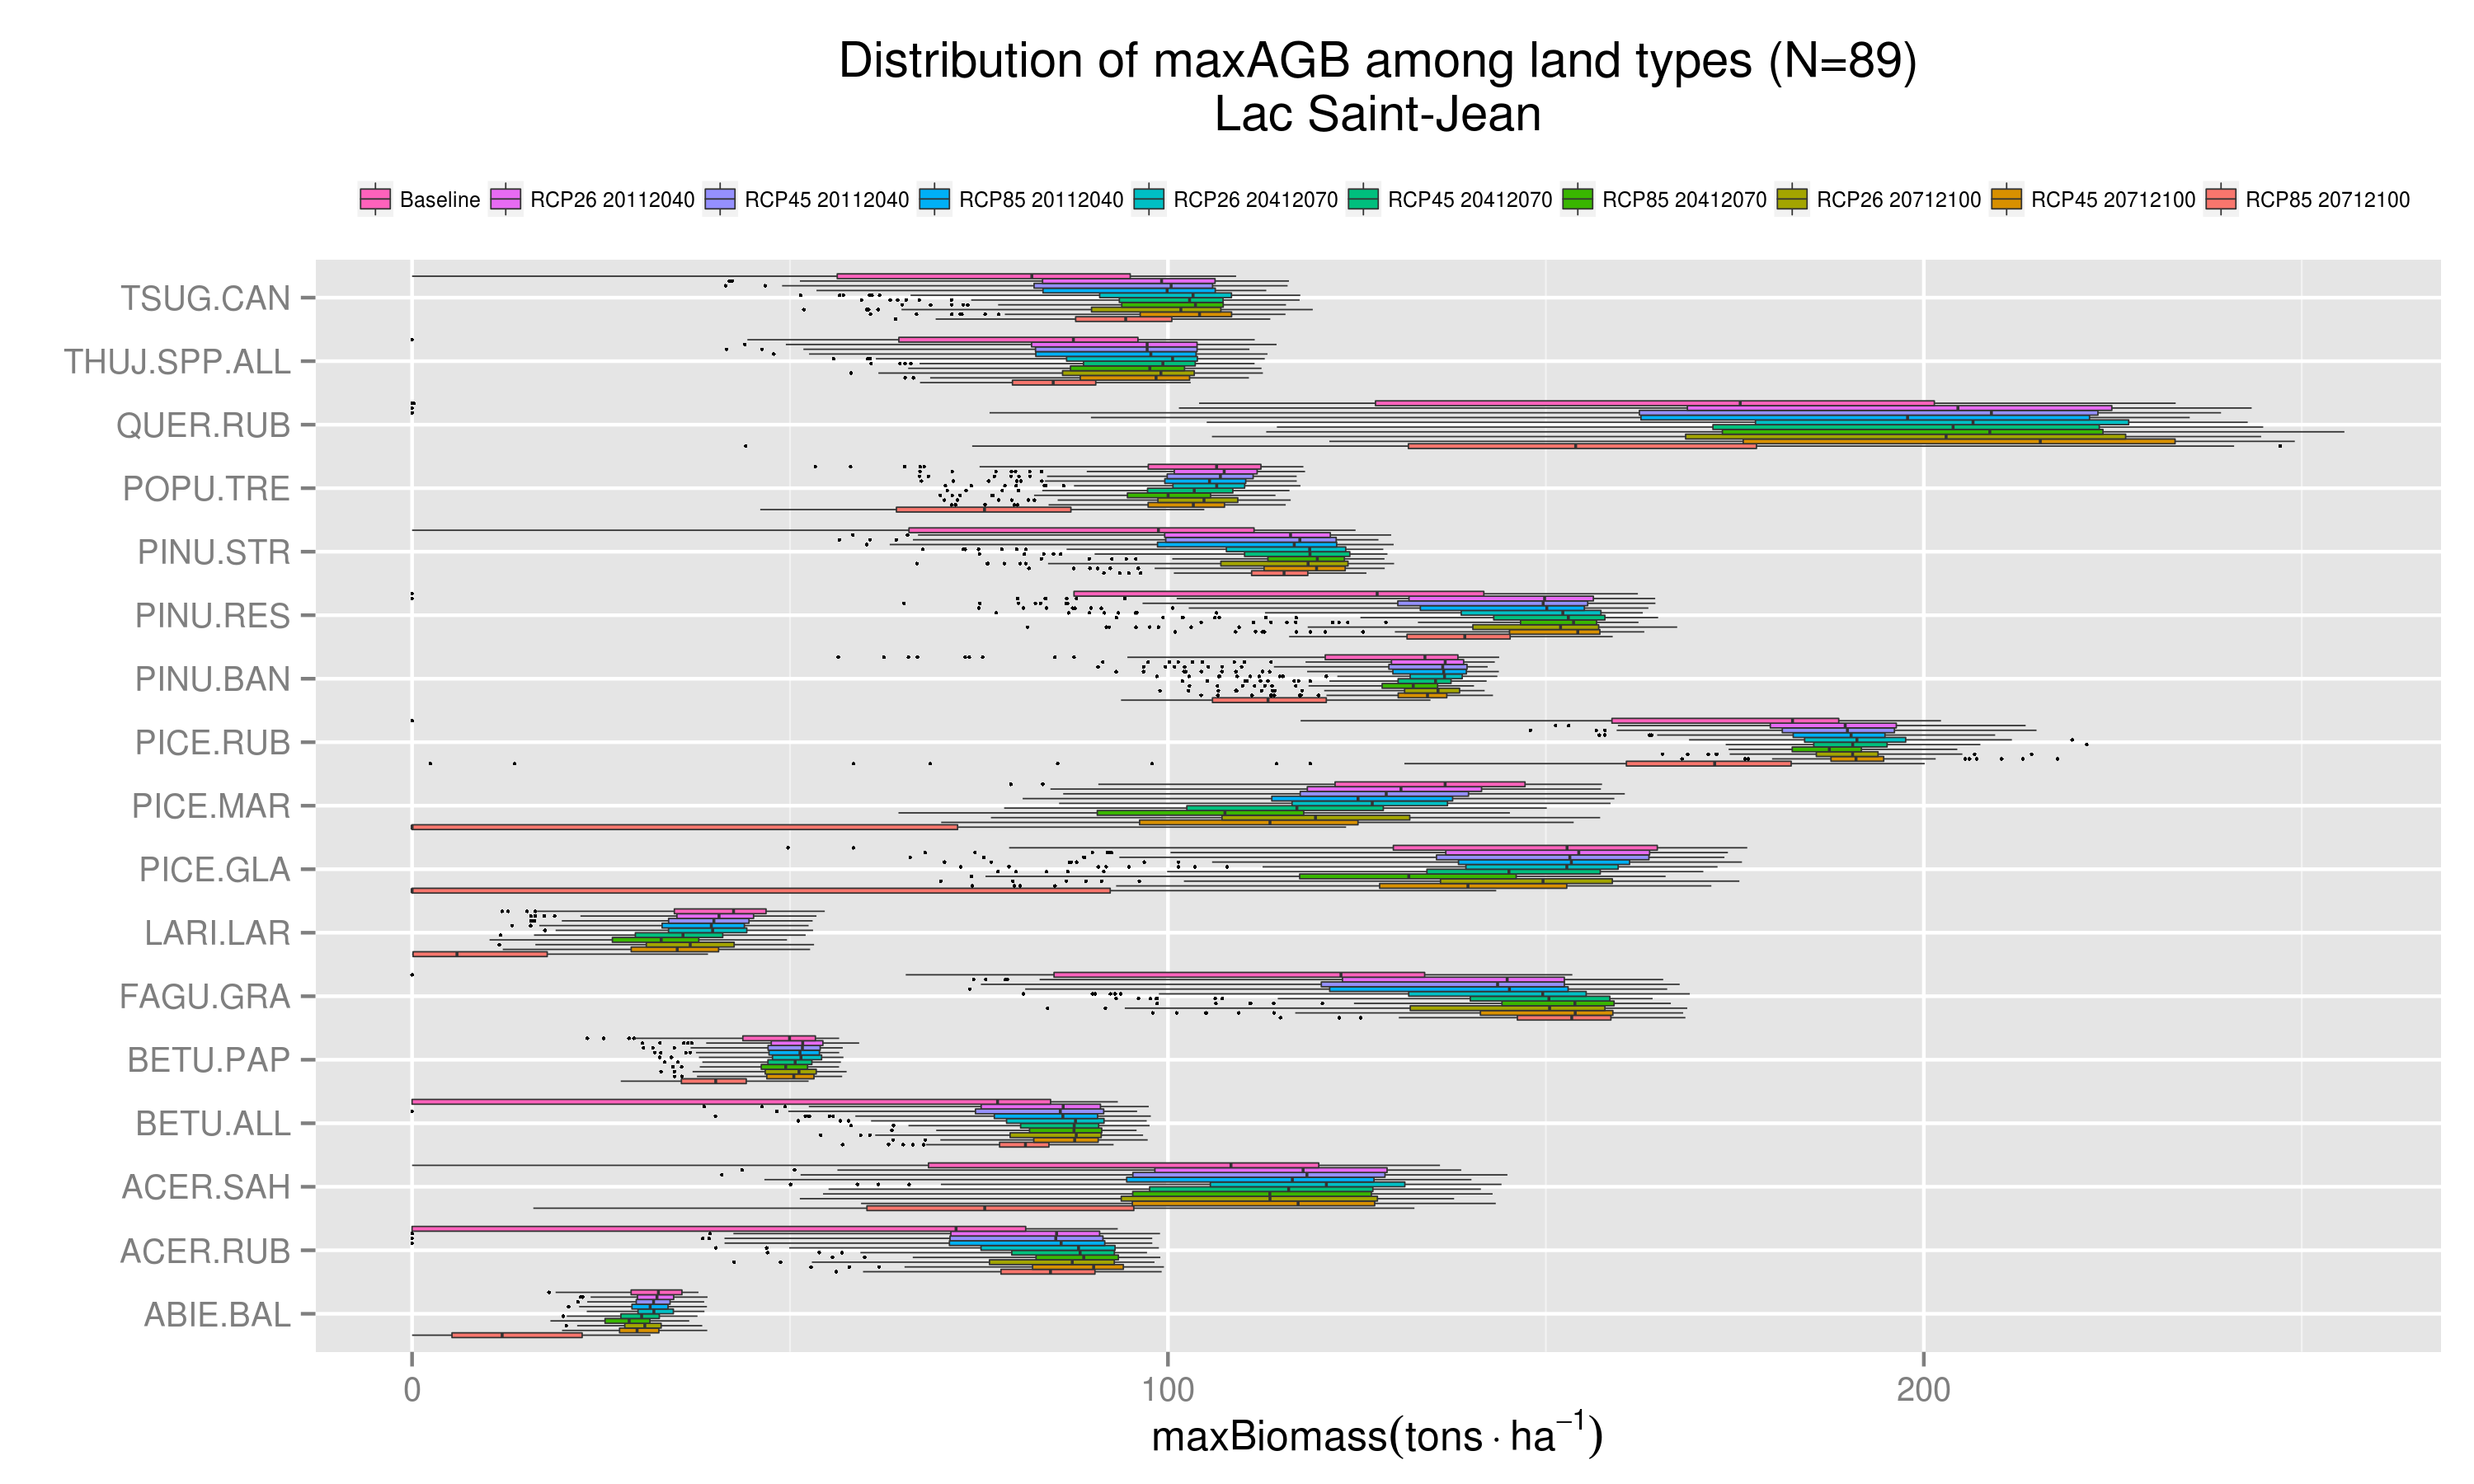 Distribution of maxAGB among land types (N=89)
Lac Saint-Jean
Baseline RCP26 20112040 RCP45 20112040 RCP85 20112040 RCP26 20412070 RCP45 20412070 RCP85 20412070 RCP26 20712100 RCP45 20712100 RCP85 20712100
TSUG.CAN
THUJ.SPP.ALL
QUER.RUB
POPU.TRE
PINU.STR
PINU.RES
PINU.BAN
PICE.RUB
PICE.MAR
PICE.GLA
LARI.LAR
FAGU.GRA
BETU.PAP
BETU.ALL
ACER.SAH
ACER.RUB
ABIE.BAL
0 100 200
maxBiomass(tons·ha⁻¹)